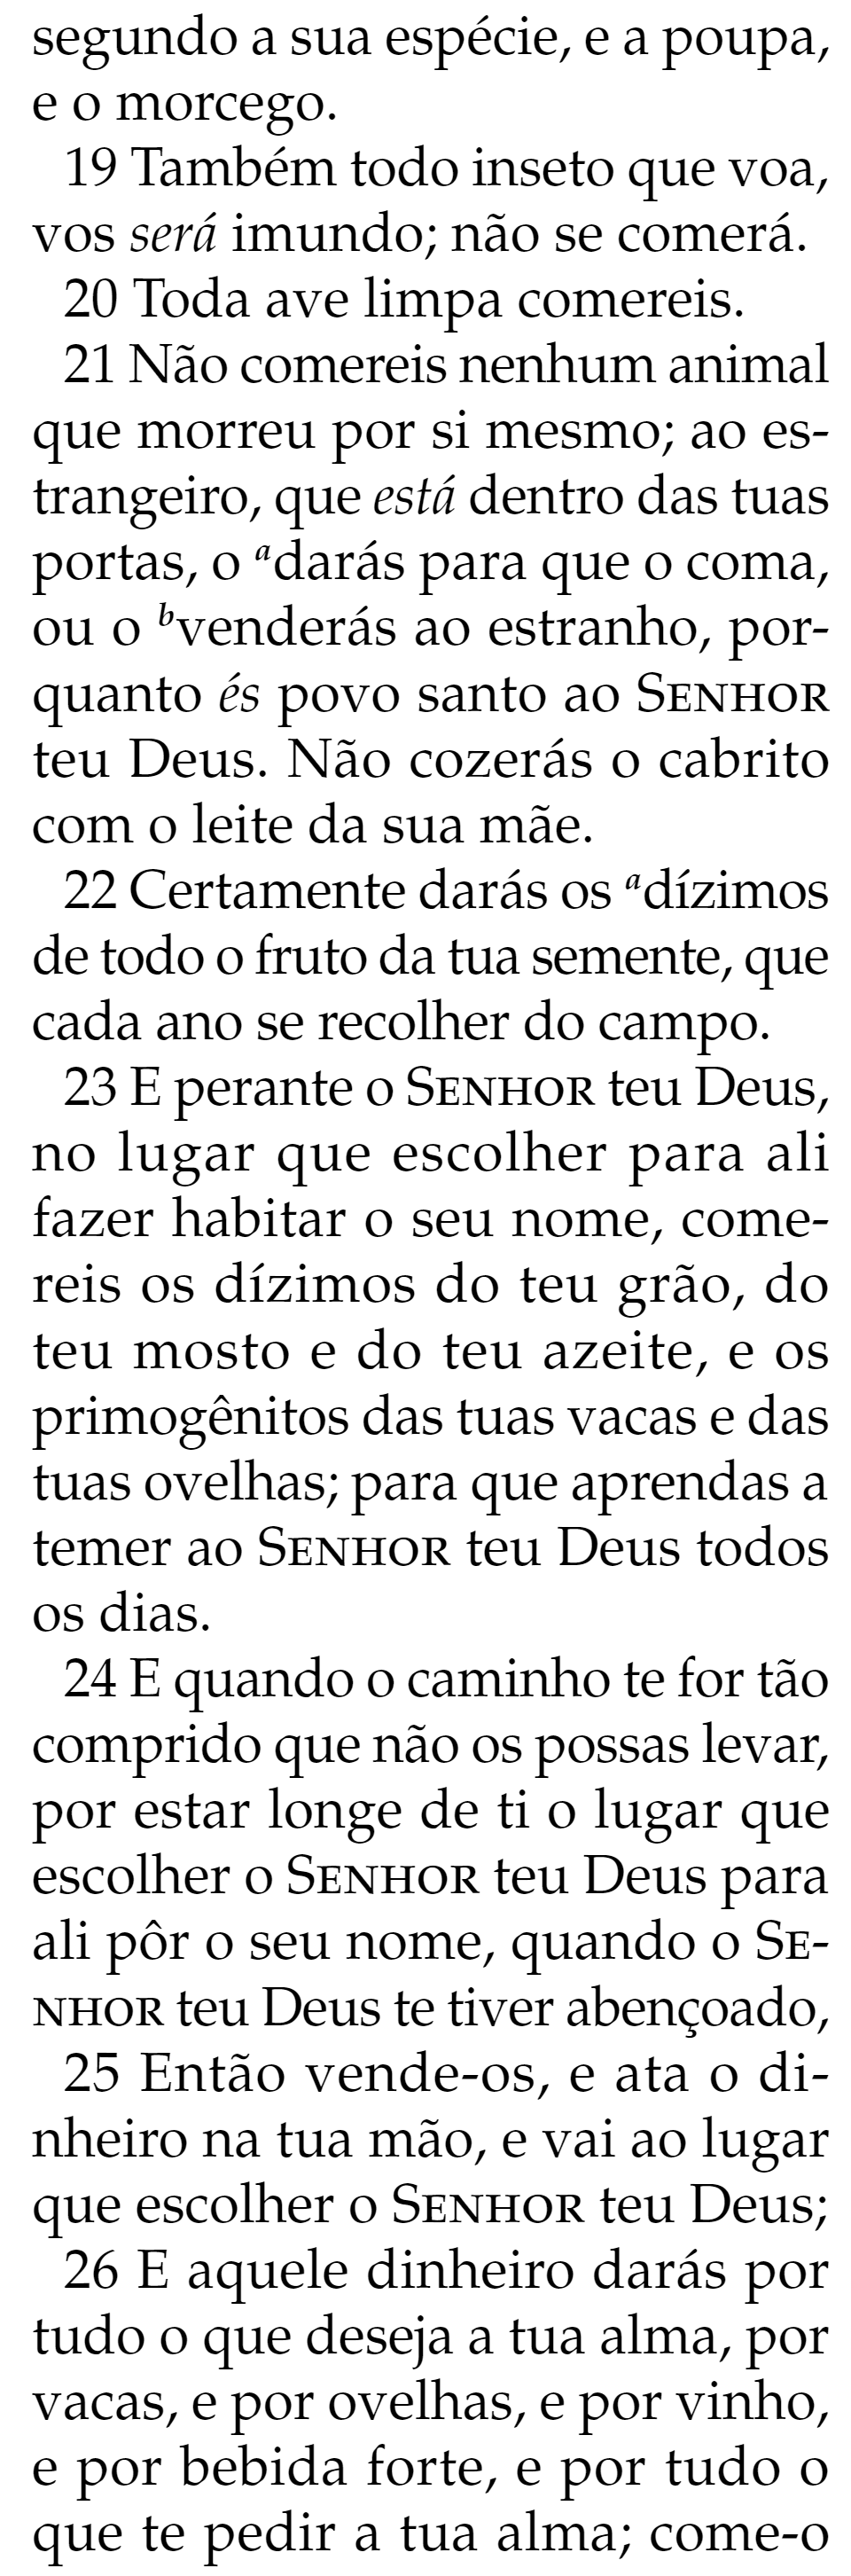 segundo a sua espécie, e a poupa,
e o morcego.
19 Também todo inseto que voa,
vos será imundo; não se comerá.
20 Toda ave limpa comereis.
21 Não comereis nenhum animal
que morreu por si mesmo; ao es-
trangeiro, que está dentro das tuas
portas, o adarás para que o coma,
ou o bvenderás ao estranho, por-
quanto és povo santo ao SENHOR
teu Deus. Não cozerás o cabrito
com o leite da sua mãe.
22 Certamente darás os adízimos
de todo o fruto da tua semente, que
cada ano se recolher do campo.
23 E perante o SENHOR teu Deus,
no lugar que escolher para ali
fazer habitar o seu nome, come-
reis os dízimos do teu grão, do
teu mosto e do teu azeite, e os
primogênitos das tuas vacas e das
tuas ovelhas; para que aprendas a
temer ao SENHOR teu Deus todos
os dias.
24 E quando o caminho te for tão
comprido que não os possas levar,
por estar longe de ti o lugar que
escolher o SENHOR teu Deus para
ali pôr o seu nome, quando o SE-
NHOR teu Deus te tiver abençoado,
25 Então vende-os, e ata o di-
nheiro na tua mão, e vai ao lugar
que escolher o SENHOR teu Deus;
26 E aquele dinheiro darás por
tudo o que deseja a tua alma, por
vacas, e por ovelhas, e por vinho,
e por bebida forte, e por tudo o
que te pedir a tua alma; come-o